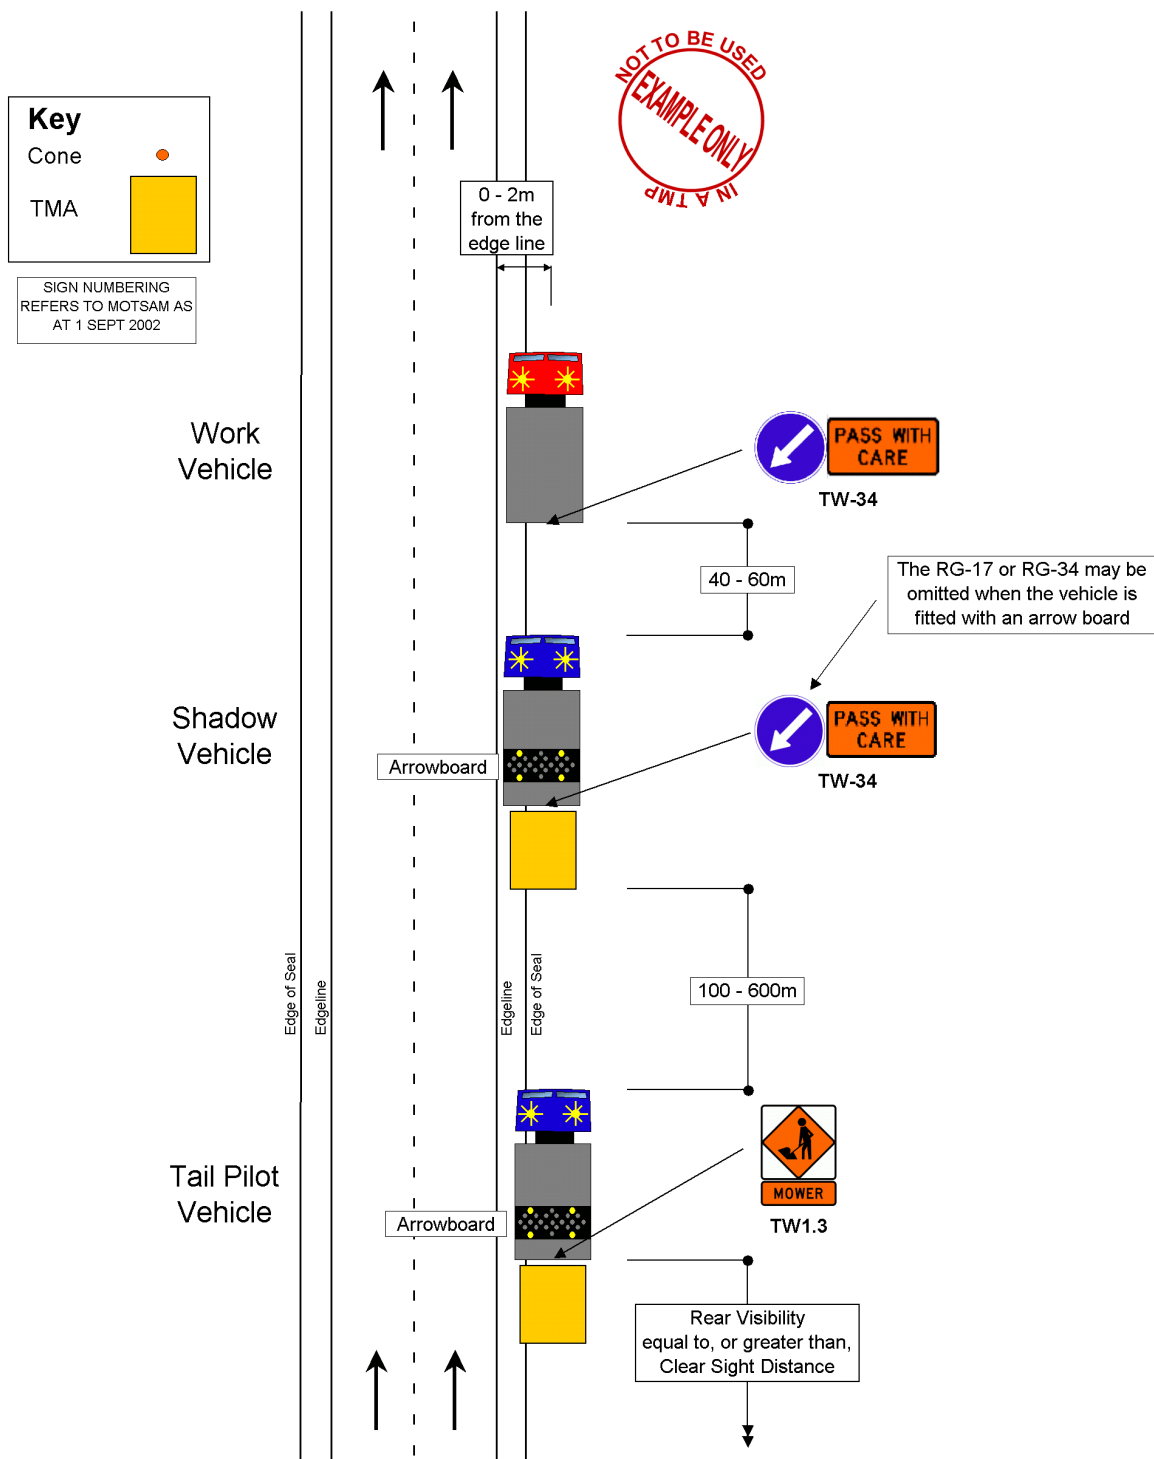 NOT TO BE USED
EXAMPLE ONLY
IN A TMP
Key
Cone
TMA
SIGN NUMBERING
REFERS TO MOTSAM AS
AT 1 SEPT 2002
0 - 2m
from the
edge line
Work
Vehicle
PASS WITH
CARE
TW-34
40 - 60m
The RG-17 or RG-34 may be
omitted when the vehicle is
fitted with an arrow board
Shadow
Vehicle
Arrowboard
PASS WITH
CARE
TW-34
Edge of Seal
Edgeline
Edgeline
Edge of Seal
100 - 600m
Tail Pilot
Vehicle
Arrowboard
MOWER
TW1.3
Rear Visibility
equal to, or greater than,
Clear Sight Distance